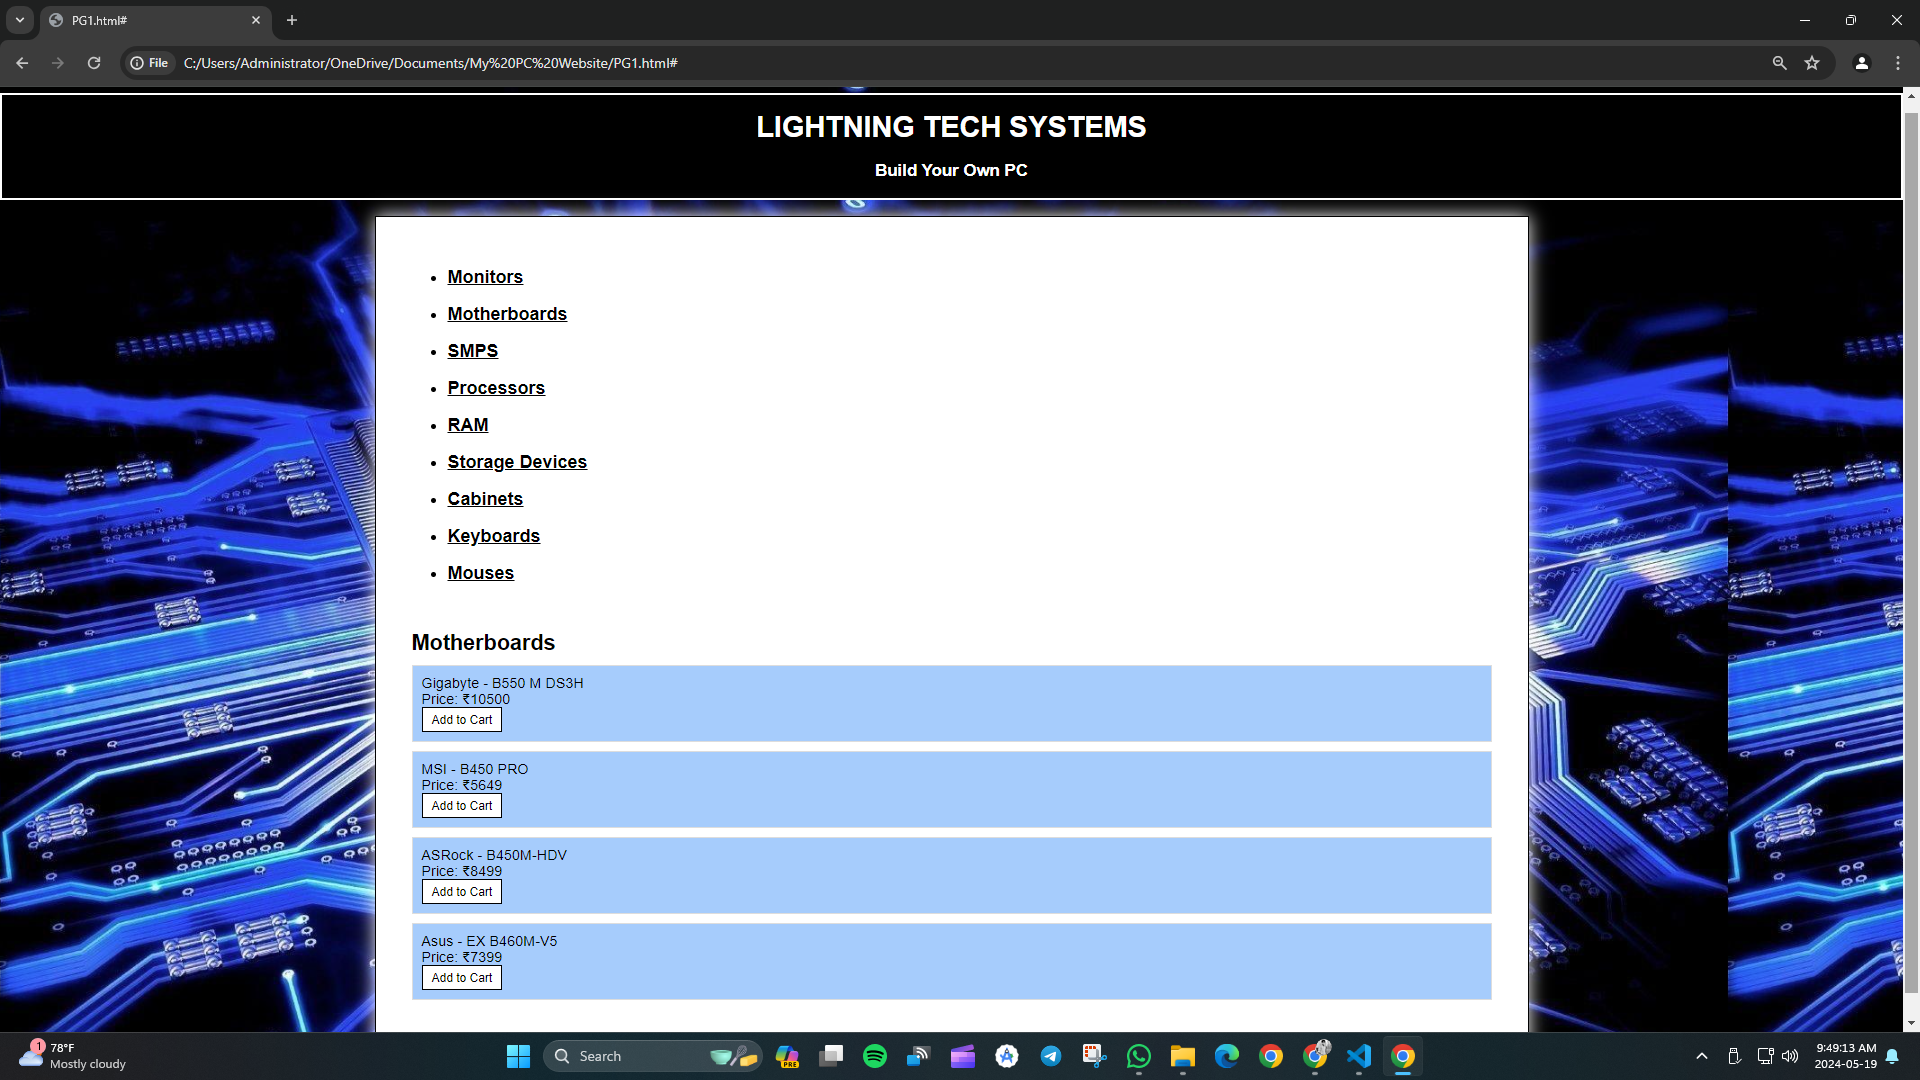 PG1.html#
File
C:/Users/Administrator/OneDrive/Documents/My%20PC%20Website/PG1.html#
LIGHTNING TECH SYSTEMS
Build Your Own PC
• Monitors
• Motherboards
• SMPS
• Processors
• RAM
• Storage Devices
• Cabinets
• Keyboards
• Mouses
Motherboards
Gigabyte - B550 M DS3H
Price: ₹10500
Add to Cart
MSI - B450 PRO
Price: ₹5649
Add to Cart
ASRock - B450M-HDV
Price: ₹8499
Add to Cart
Asus - EX B460M-V5
Price: ₹7399
Add to Cart
1
78°F
Mostly cloudy
Search
PRE
9:49:13 AM
2024-05-19